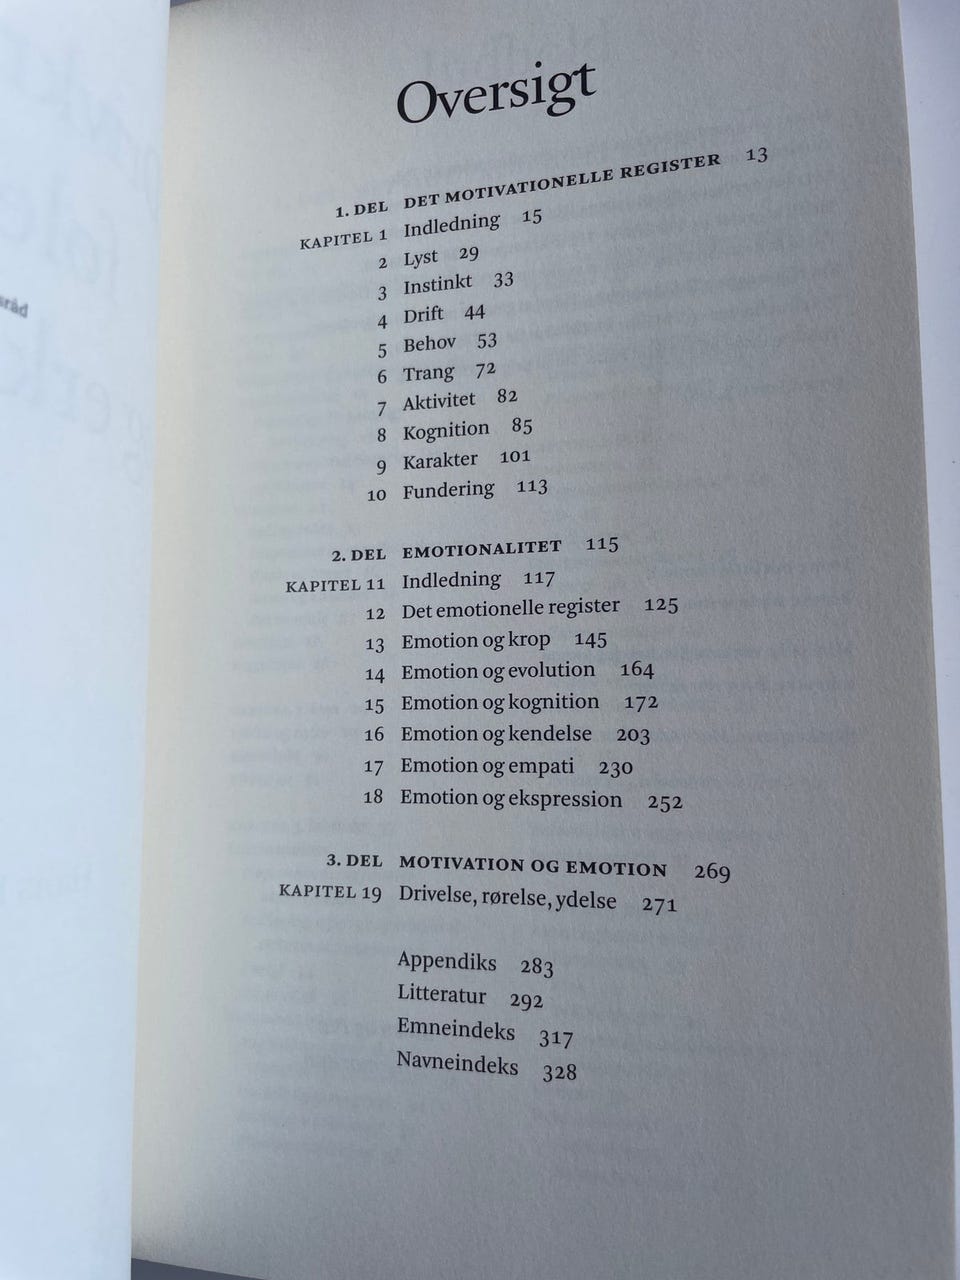 Oversigt
1. DEL DET MOTIVATIONELLE REGISTER 13
KAPITEL 1 Indledning 15
2 Lyst 29
3 Instinkt 33
4 Drift 44
5 Behov 53
6 Trang 72
7 Aktivitet 82
8 Kognition 85
9 Karakter 101
10 Fundering 113
2. DEL EMOTIONALITET 115
KAPITEL 11 Indledning 117
12 Det emotionelle register 125
13 Emotion og krop 145
14 Emotion og evolution 164
15 Emotion og kognition 172
16 Emotion og kendelse 203
17 Emotion og empati 230
18 Emotion og ekspression 252
3. DEL MOTIVATION OG EMOTION 269
KAPITEL 19 Drivelse, rørelse, ydelse 271
Appendiks 283
Litteratur 292
Emneindeks 317
Navneindeks 328